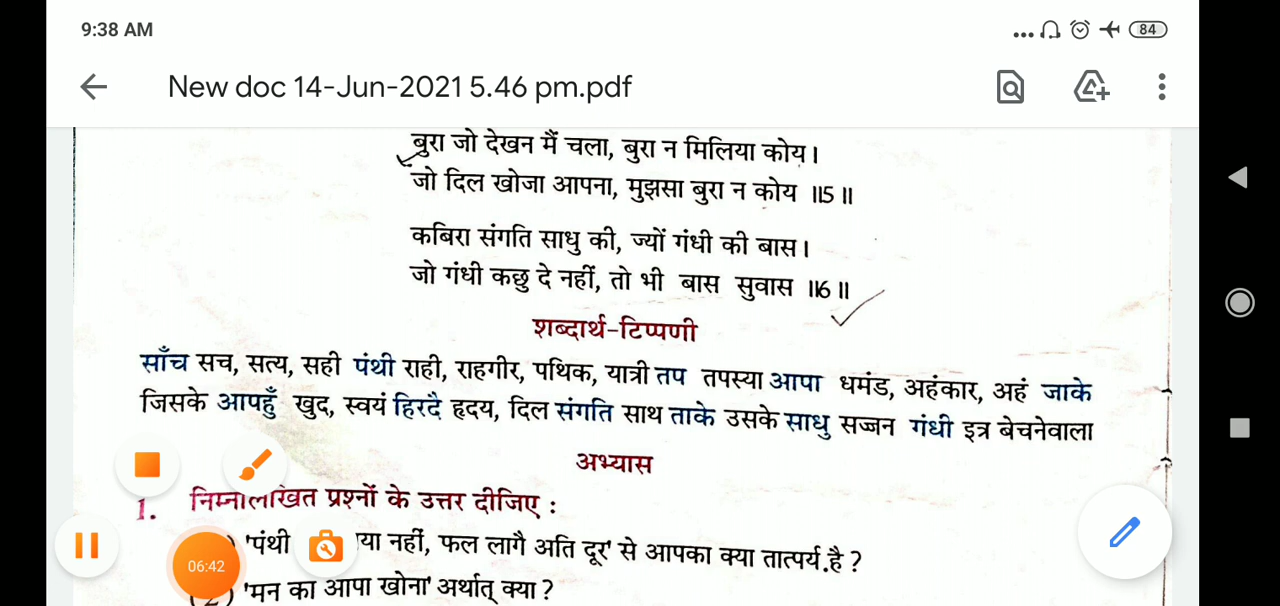 9:38 AM
84
New doc 14-Jun-2021 5.46 pm.pdf
बुरा जो देखन मैं चला, बुरा न मिलिया कोय।
जो दिल खोजा आपना, मुझसा बुरा न कोय ॥5॥
कबिरा संगति साधु की, ज्यों गंधी की बास।
जो गंधी कछु दे नहीं, तो भी बास सुवास ॥6॥
शब्दार्थ-टिप्पणी
साँच सच, सत्य, सही पंथी राही, राहगीर, पथिक, यात्री तप तपस्या आपा धमंड, अहंकार, अहं जाके
जिसके आपहुँ खुद, स्वयं हिरदै हृदय, दिल संगति साथ ताके उसके साधु सज्जन गंधी इत्र बेचनेवाला
अभ्यास
1. निम्नलिखित प्रश्नों के उत्तर दीजिए :
'पंथी नहीं, फल लागै अति दूर' से आपका क्या तात्पर्य है ?
(2) 'मन का आपा खोना' अर्थात् क्या ?
06:42